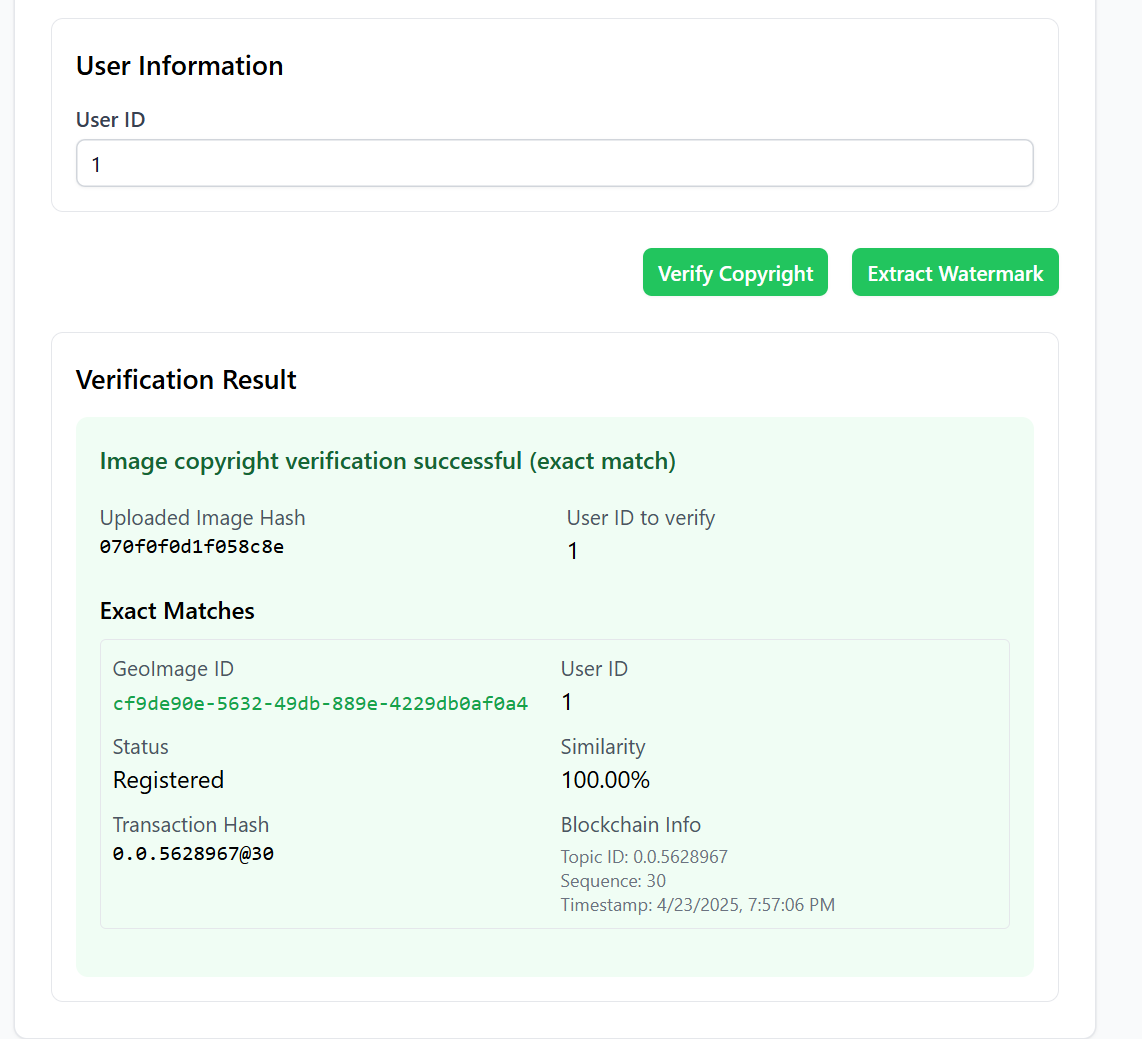 User Information
User ID
1
Verify Copyright
Extract Watermark
Verification Result
Image copyright verification successful (exact match)
Uploaded Image Hash
070f0f0d1f058c8e
User ID to verify
1
Exact Matches
GeoImage ID
cf9de90e-5632-49db-889e-4229db0af0a4
User ID
1
Status
Registered
Similarity
100.00%
Transaction Hash
0.0.5628967@30
Blockchain Info
Topic ID: 0.0.5628967
Sequence: 30
Timestamp: 4/23/2025, 7:57:06 PM